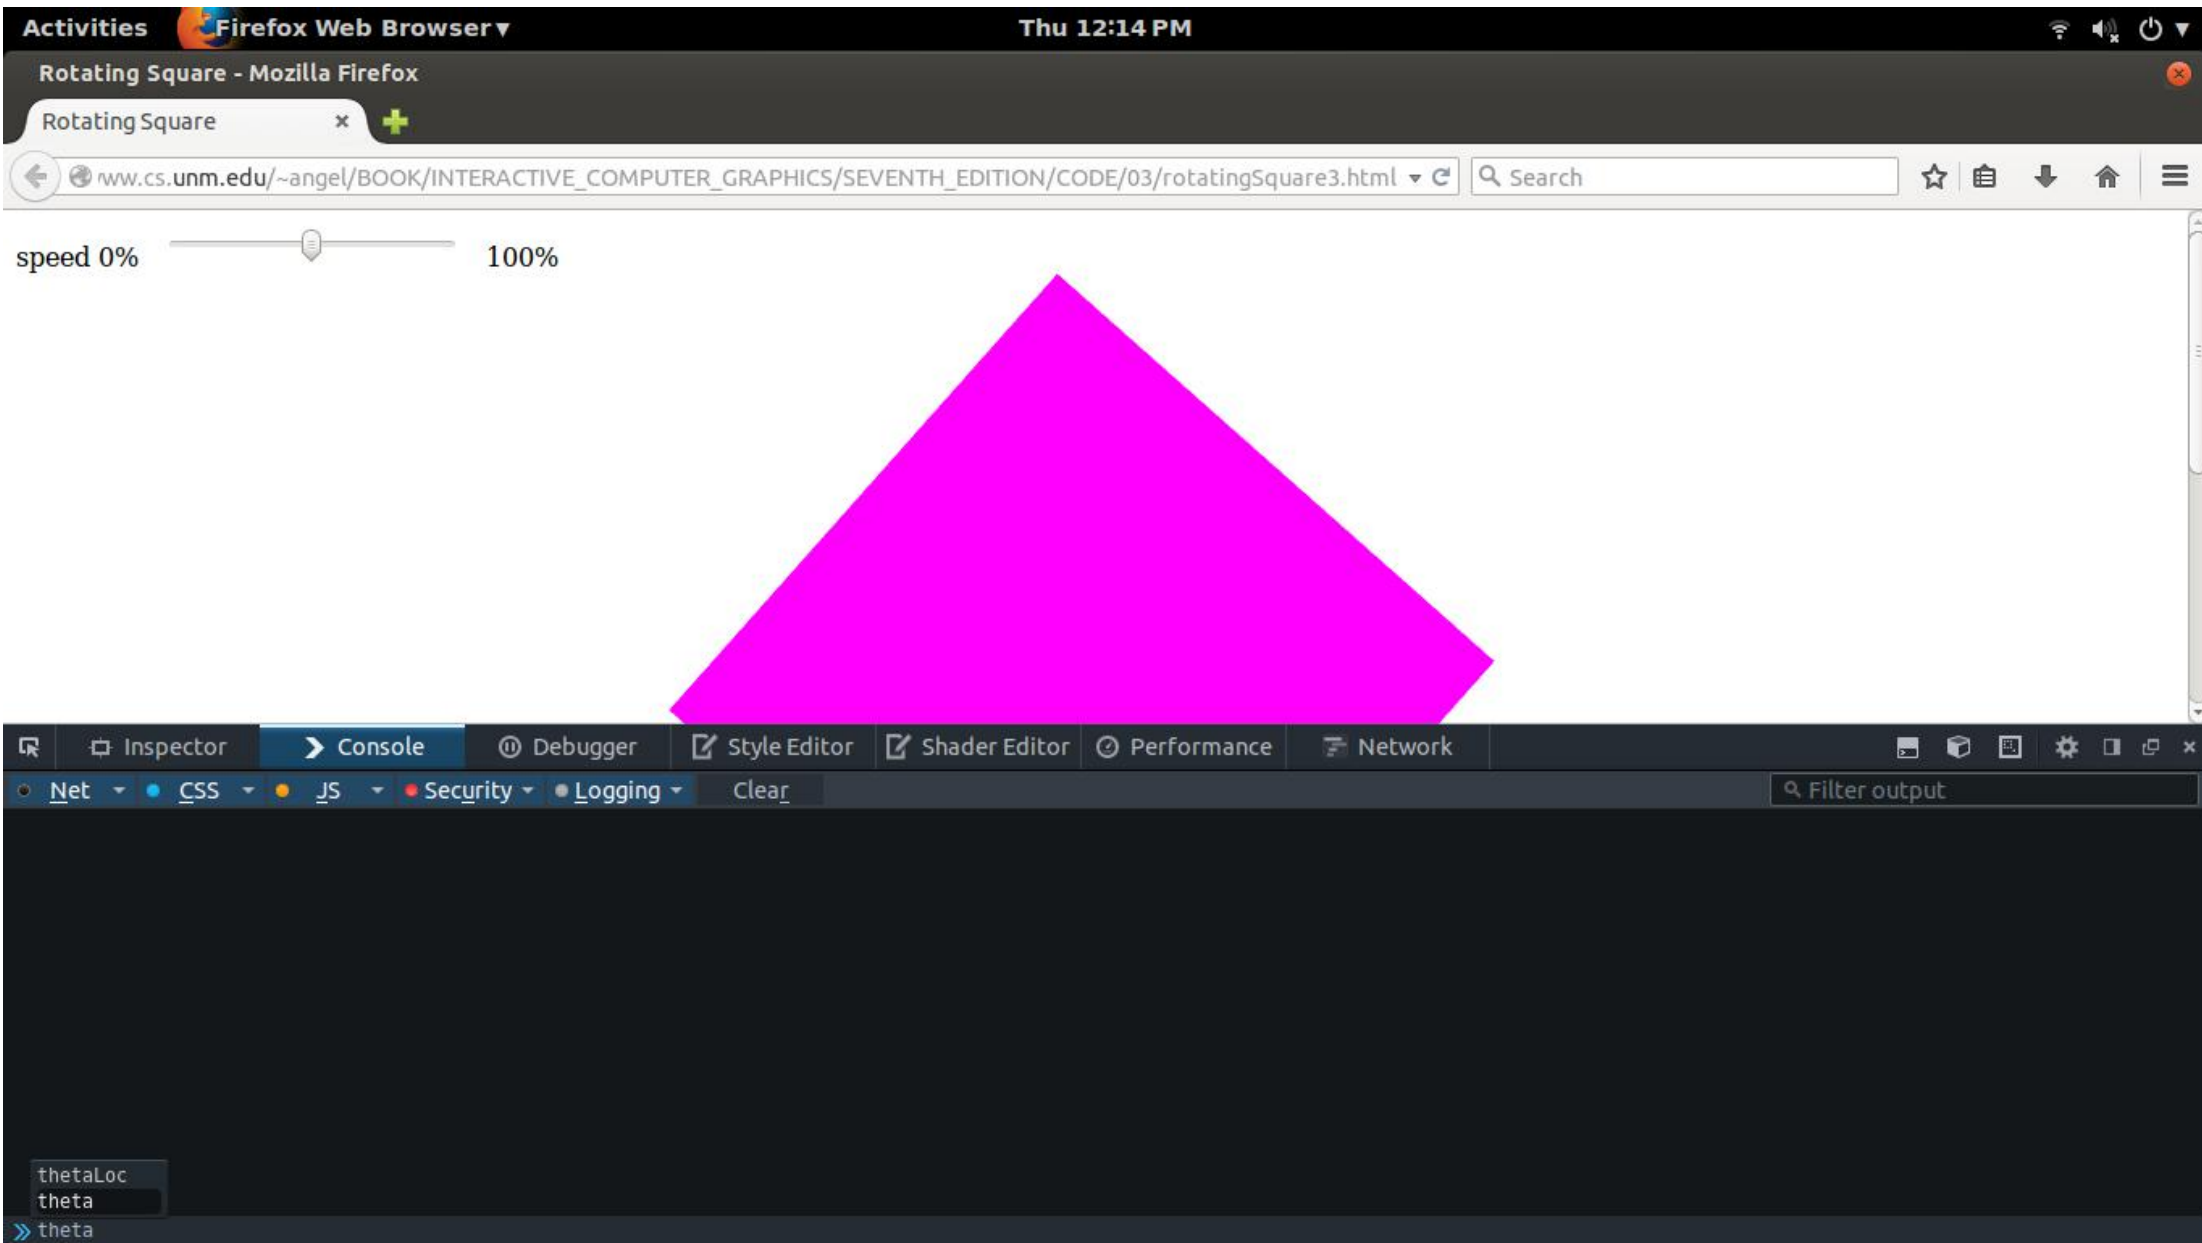 Activities Firefox Web Browser Thu 12:14 PM
Rotating Square - Mozilla Firefox
Rotating Square
ww.cs.unm.edu/~angel/BOOK/INTERACTIVE_COMPUTER_GRAPHICS/SEVENTH_EDITION/CODE/03/rotatingSquare3.html Search
speed 0% 100%
Inspector Console Debugger Style Editor Shader Editor Performance Network
Net CSS JS Security Logging Clear Filter output
thetaLoc
theta
theta